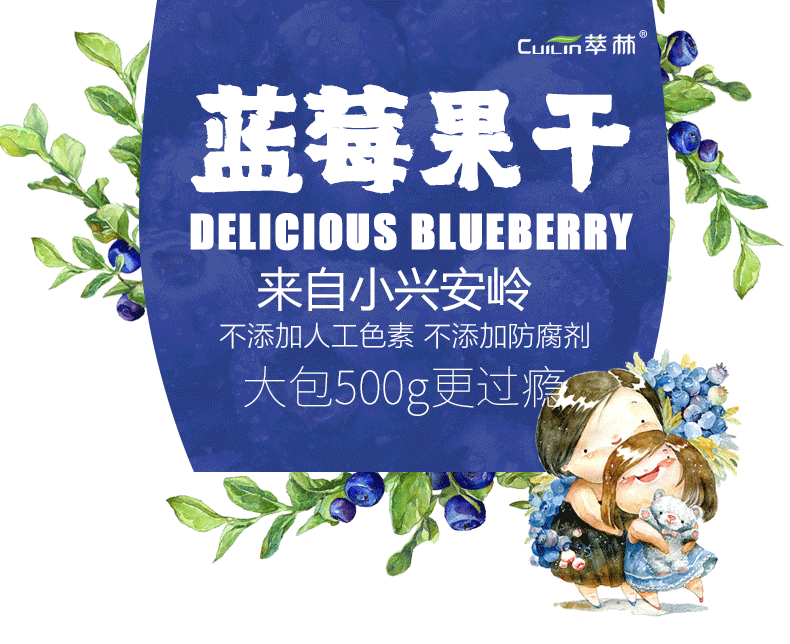 CUILIN萃林®
蓝莓果干
DELICIOUS BLUEBERRY
来自小兴安岭
不添加人工色素 不添加防腐剂
大包500g更过瘾